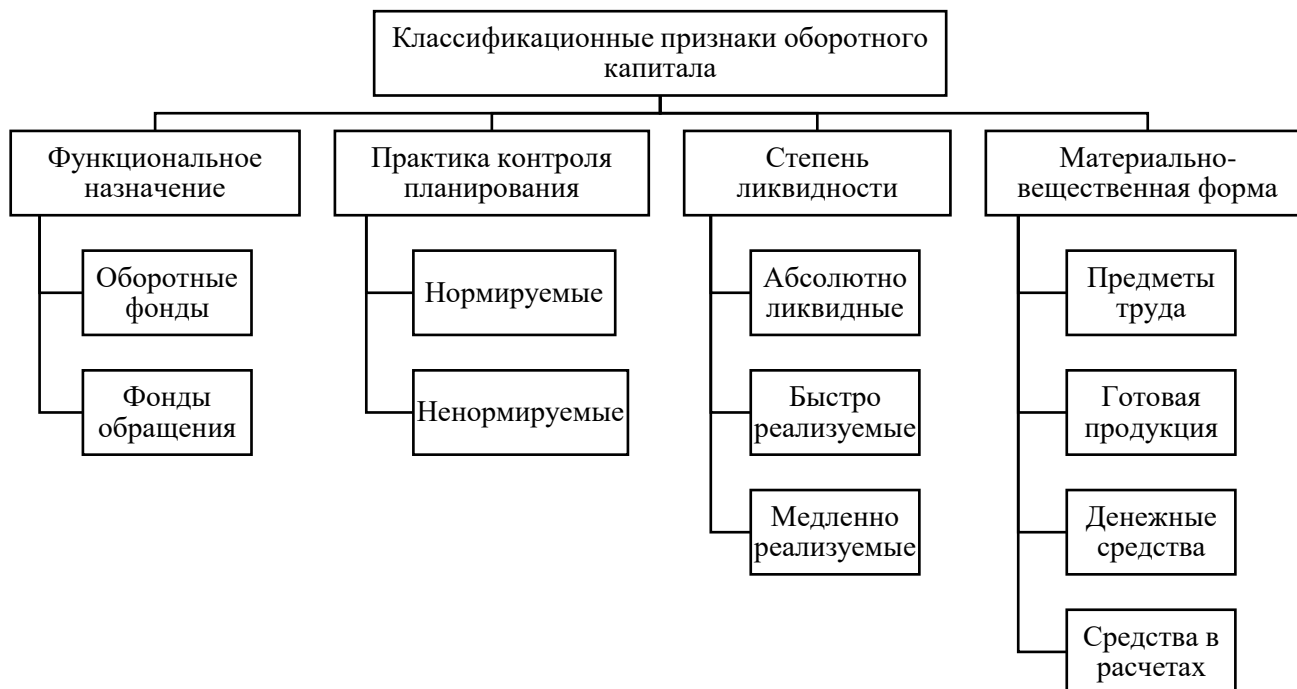 Классификационные признаки оборотного
капитала
Функциональное
назначение
Оборотные
фонды
Фонды
обращения
Практика контроля
планирования
Нормируемые
Ненормируемые
Степень
ликвидности
Абсолютно
ликвидные
Быстро
реализуемые
Медленно
реализуемые
Материально-
вещественная форма
Предметы
труда
Готовая
продукция
Денежные
средства
Средства в
расчетах